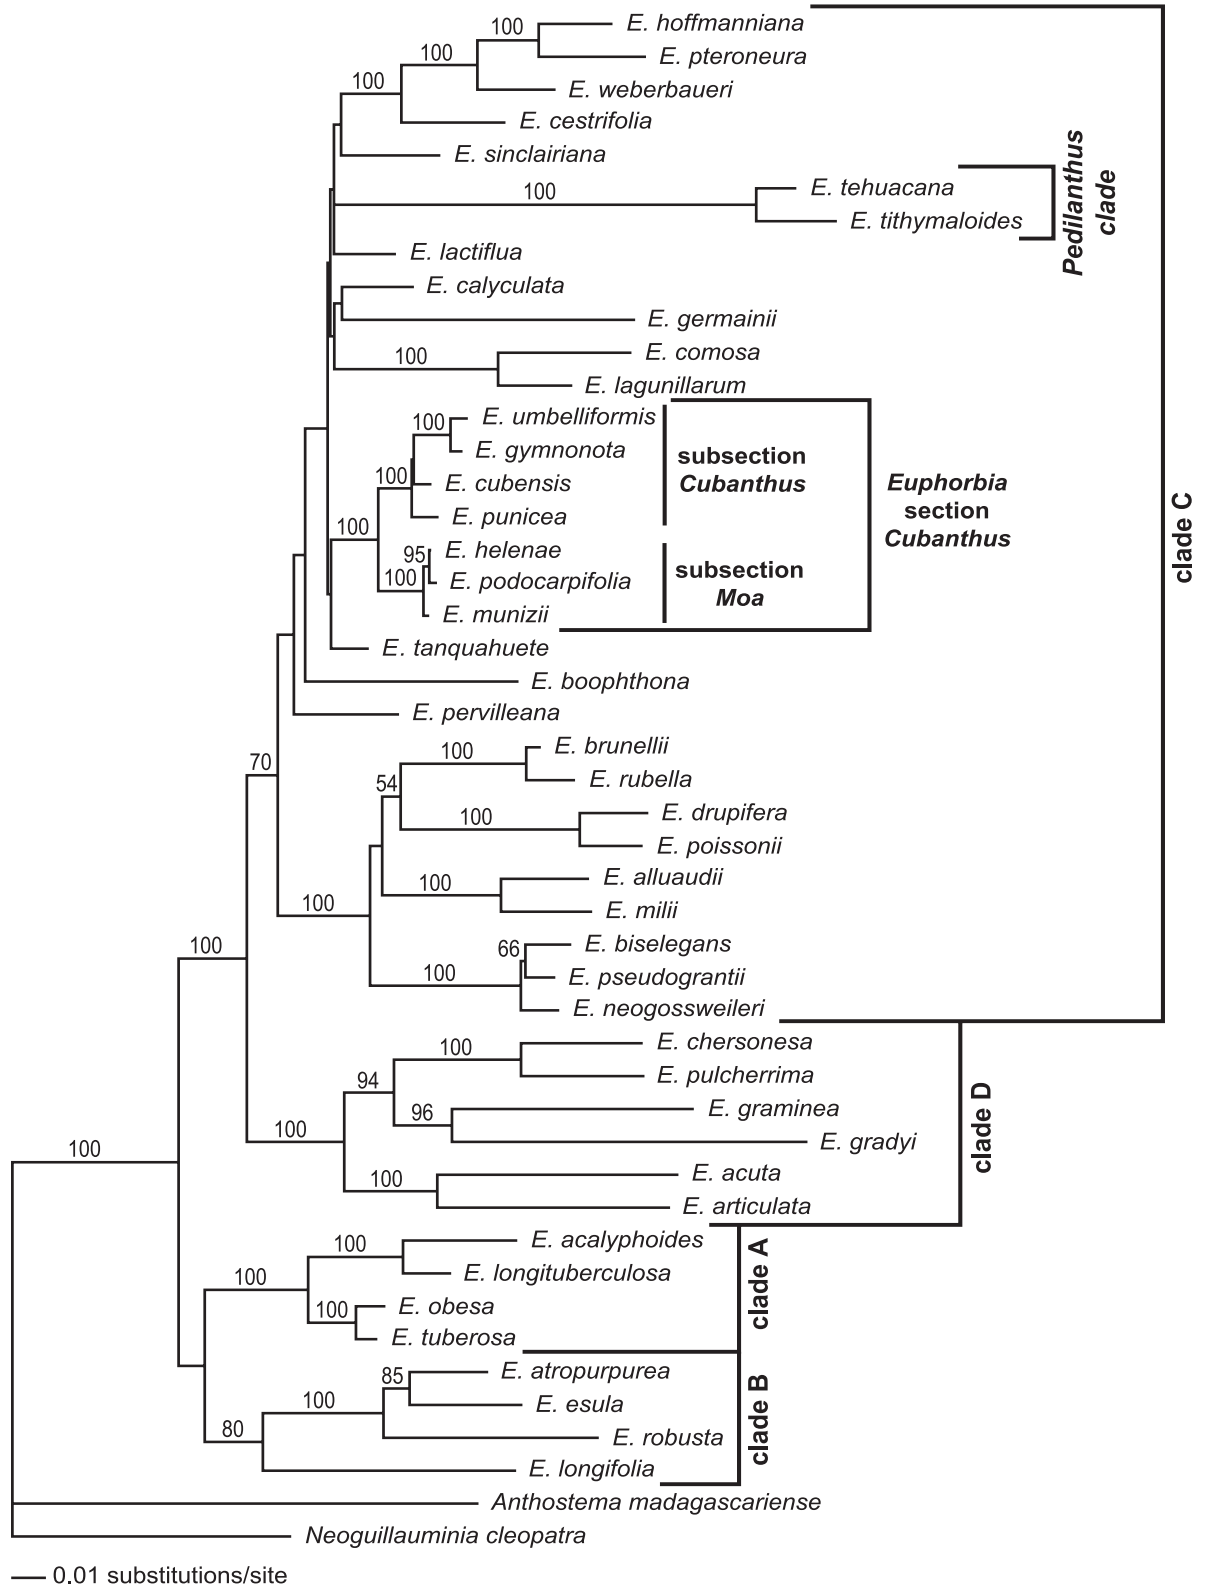 100
E. hoffmanniana
100
E. pteroneura
100
E. weberbaueri
E. cestrifolia
E. sinclairiana
100
E. tehuacana
E. tithymaloides
Pedilanthus
clade
E. lactiflua
E. calyculata
E. germainii
100
E. comosa
E. lagunillarum
100
E. umbelliformis
E. gymnonota
100
E. cubensis
E. punicea
subsection
Cubanthus
Euphorbia
section
Cubanthus
clade C
100
95
E. helenae
100
E. podocarpifolia
E. munizii
subsection
Moa
E. tanquahuete
E. boophthona
E. pervilleana
70
100
E. brunellii
E. rubella
54
100
E. drupifera
E. poissonii
100
E. alluaudii
E. milii
100
66
E. biselegans
100
E. pseudograntii
E. neogossweileri
100
100
E. chersonesa
E. pulcherrima
94
96
E. graminea
E. gradyi
100
100
E. acuta
E. articulata
clade D
100
100
E. acalyphoides
E. longituberculosa
100
100
E. obesa
E. tuberosa
clade A
85
E. atropurpurea
100
E. esula
E. robusta
80
E. longifolia
clade B
Anthostema madagascariense
Neoguillauminia cleopatra
0.01 substitutions/site